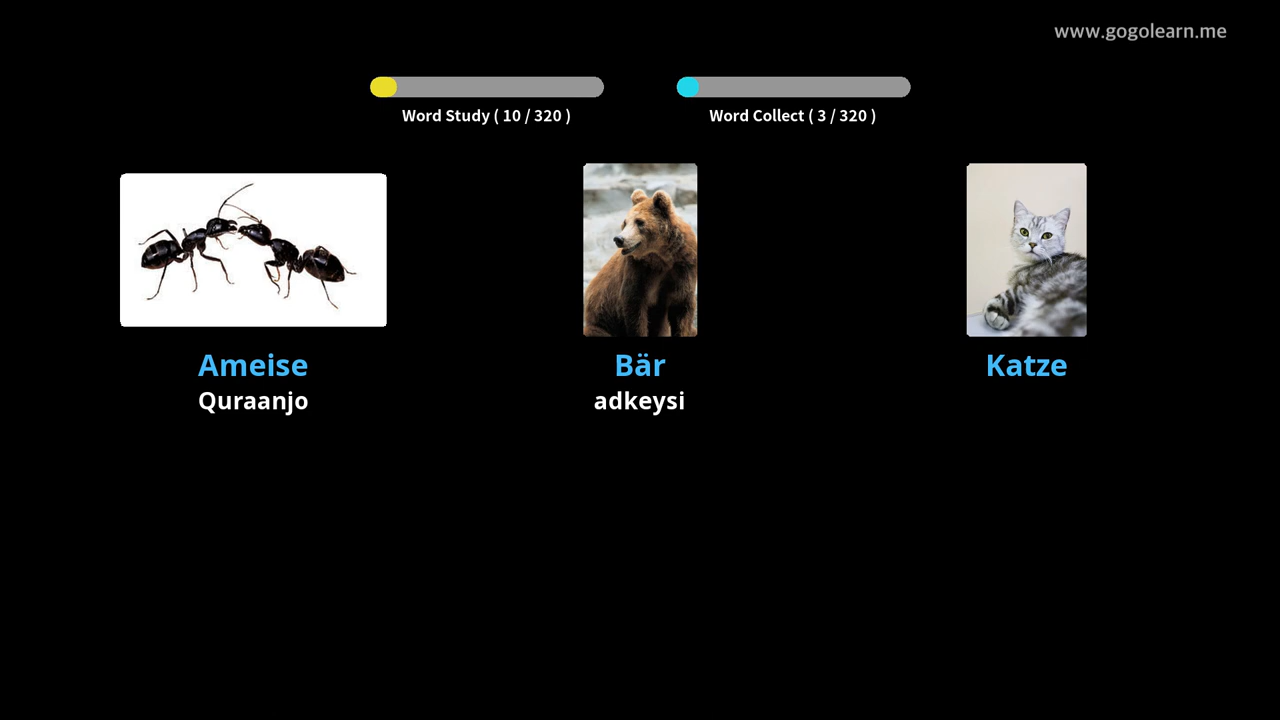 www.gogolearn.me
Word Study ( 10 / 320 )
Word Collect ( 3 / 320 )
Ameise
Quraanjo
Bär
adkeysi
Katze